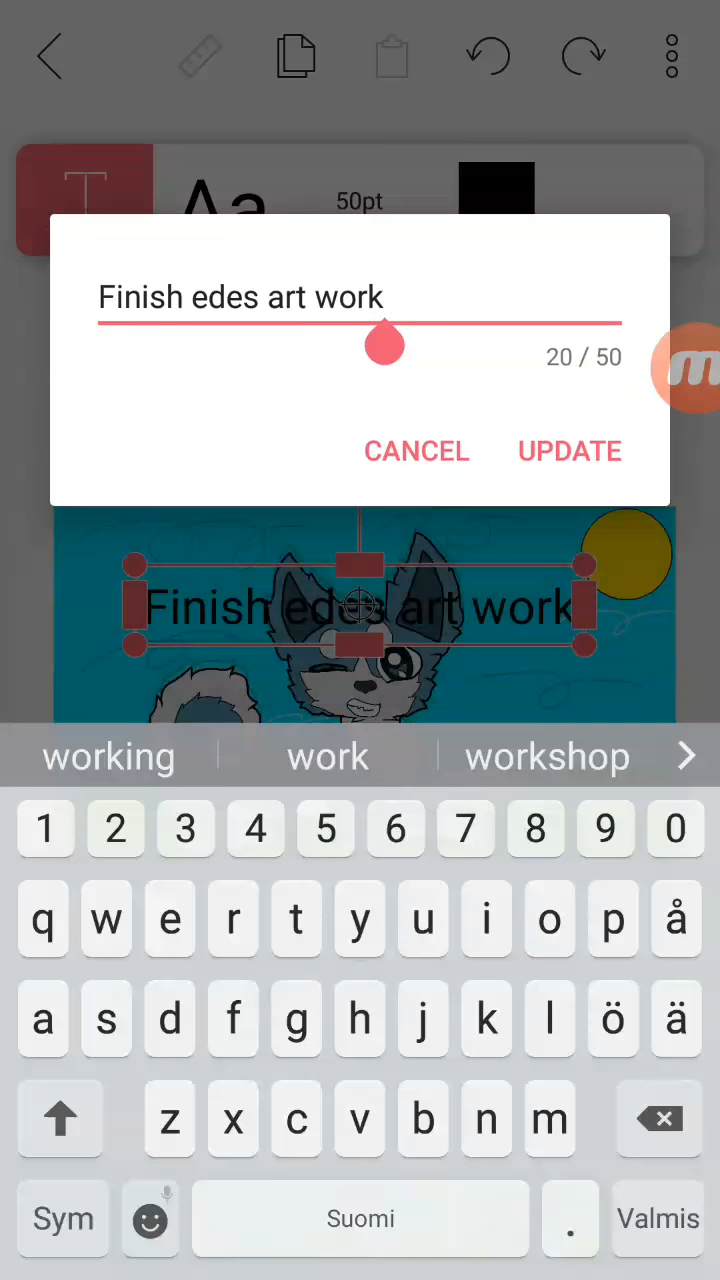 Aa
50pt
Finish edes art work
20 / 50
m
CANCEL
UPDATE
Finish edes art work
working
work
workshop
1 2 3 4 5 6 7 8 9 0
q w e r t y u i o p å
a s d f g h j k l ö ä
z x c v b n m
Sym
Suomi
.
Valmis